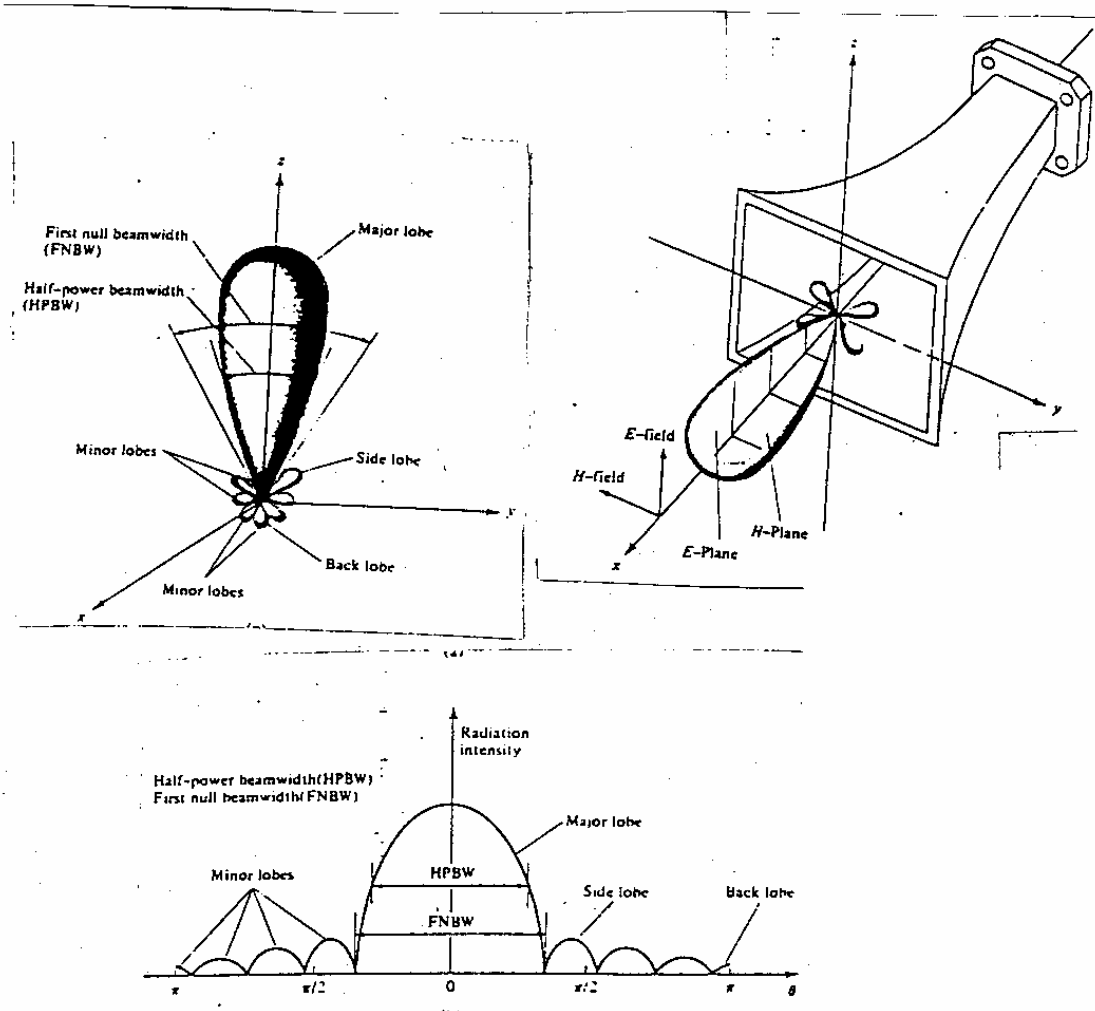 z
First null beamwidth
(FNBW)
Major lobe
Half-power beamwidth
(HPBW)
Minor lobes
Side lobe
Back lobe
Minor lobes
x
z
y
E-field
H-field
H-Plane
E-Plane
x
Radiation
intensity
Half-power beamwidth(HPBW)
First null beamwidth(FNBW)
Major lobe
Minor lobes
HPBW
Side lobe
Back lobe
FNBW
π
π/2
0
π/2
π
θ